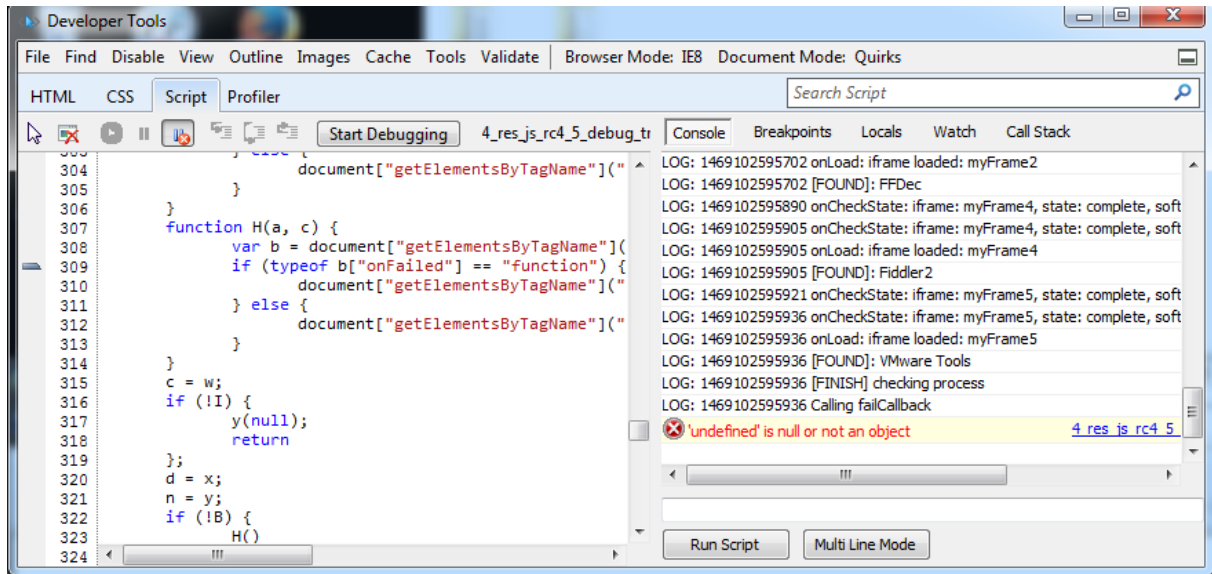 Developer Tools
File Find Disable View Outline Images Cache Tools Validate Browser Mode: IE8 Document Mode: Quirks
HTML CSS Script Profiler Search Script
Start Debugging 4_res_js_rc4_5_debug_tr Console Breakpoints Locals Watch Call Stack
303 } else {
304 document["getElementsByTagName"]("
305 }
306 }
307 function H(a, c) {
308 var b = document["getElementsByTagName"](
309 if (typeof b["onFailed"] == "function") {
310 document["getElementsByTagName"]("
311 } else {
312 document["getElementsByTagName"]("
313 }
314 }
315 c = w;
316 if (!I) {
317 y(null);
318 return
319 };
320 d = x;
321 n = y;
322 if (!B) {
323 H()
324
LOG: 1469102595702 onLoad: iframe loaded: myFrame2
LOG: 1469102595702 [FOUND]: FFDec
LOG: 1469102595890 onCheckState: iframe: myFrame4, state: complete, soft
LOG: 1469102595905 onCheckState: iframe: myFrame4, state: complete, soft
LOG: 1469102595905 onLoad: iframe loaded: myFrame4
LOG: 1469102595905 [FOUND]: Fiddler2
LOG: 1469102595921 onCheckState: iframe: myFrame5, state: complete, soft
LOG: 1469102595936 onCheckState: iframe: myFrame5, state: complete, soft
LOG: 1469102595936 onLoad: iframe loaded: myFrame5
LOG: 1469102595936 [FOUND]: VMware Tools
LOG: 1469102595936 [FINISH] checking process
LOG: 1469102595936 Calling failCallback
'undefined' is null or not an object 4_res_js_rc4_5_
Run Script Multi Line Mode